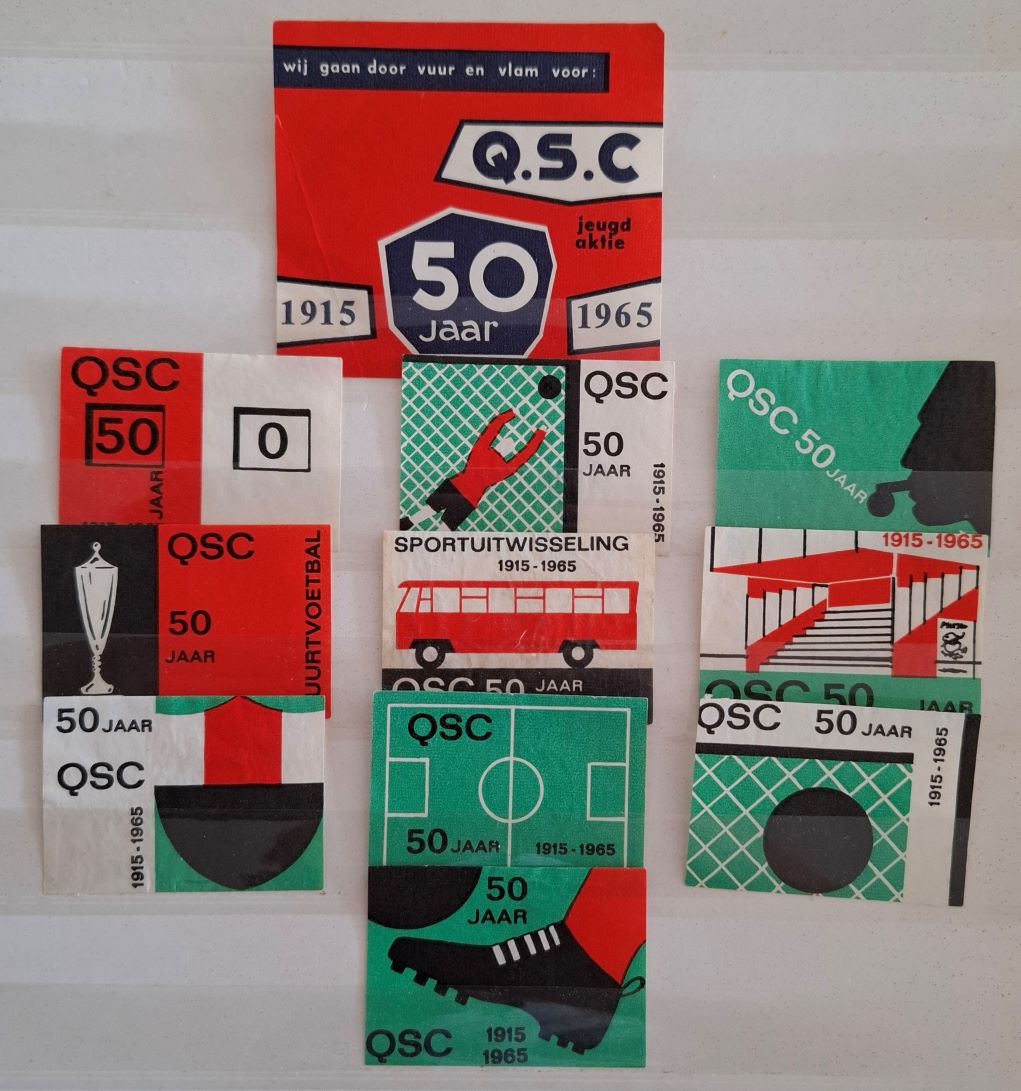 wij gaan door vuur en vlam voor:
Q.S.C
jeugd
aktie
50
jaar
1915
1965
QSC
50
JAAR
0
QSC
50
JAAR
1915-1965
QSC 50 JAAR
QSC
50
JAAR
UURTVOETBAL
SPORTUITWISSELING
1915-1965
QSC 50 JAAR
1915-1965
QSC 50 JAAR
50 JAAR
QSC
1915-1965
QSC
50 JAAR
1915-1965
QSC 50 JAAR
1915-1965
50
JAAR
QSC
1915
1965